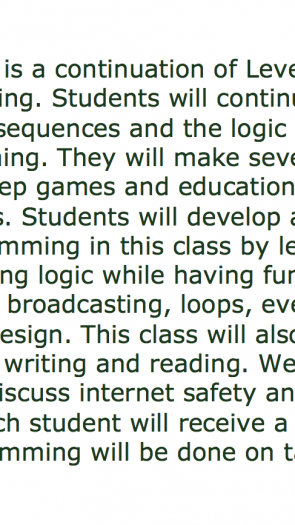 is a continuation of Leve
ing. Students will continu
sequences and the logic
ning. They will make seve
ep games and education
s. Students will develop a
mming in this class by le
ng logic while having fun
broadcasting, loops, eve
esign. This class will also
writing and reading. We
iscuss internet safety an
ch student will receive a
mming will be done on ta